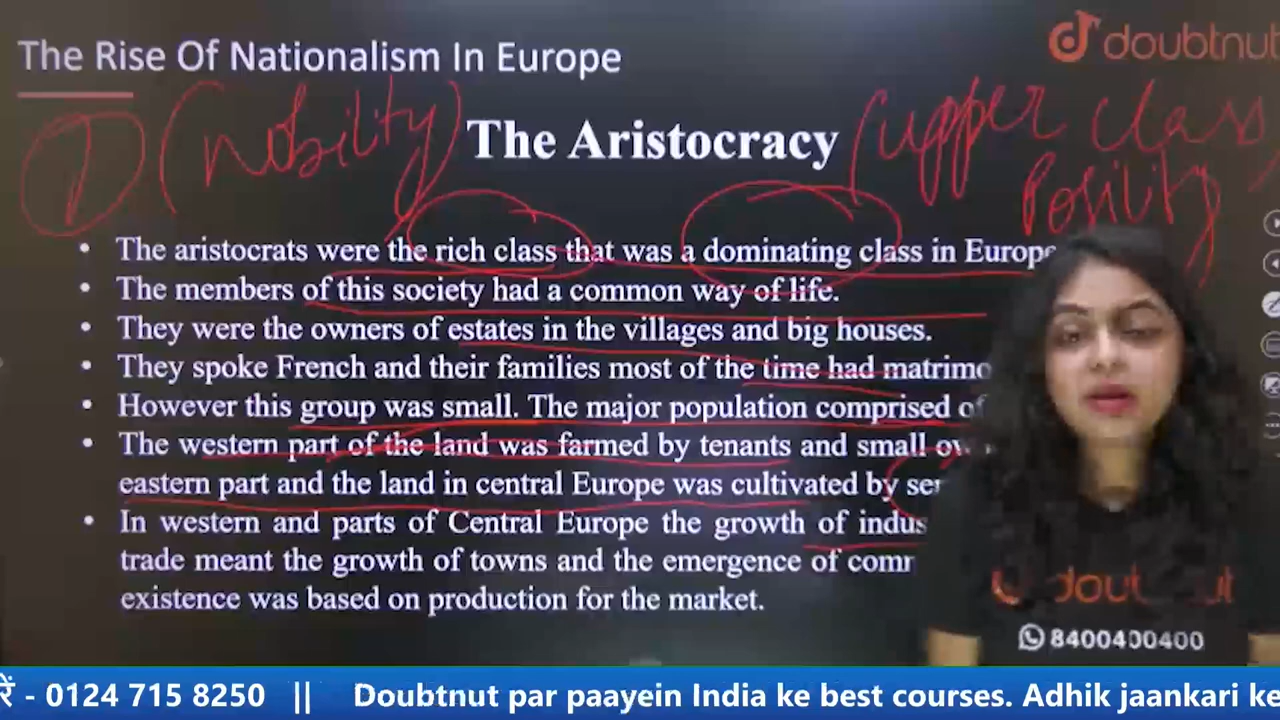 The Rise Of Nationalism In Europe
doubtnut
(Nobility)
The Aristocracy
(upper class
1
• The aristocrats were the rich class that was a dominating class in Europe
• The members of this society had a common way of life.
• They were the owners of estates in the villages and big houses.
• They spoke French and their families most of the time had
• However this group was small. The major population comprised of
• The western part of the land was farmed by tenants and small
eastern part and the land in central Europe was cultivated by
• In western and parts of Central Europe the growth of
trade meant the growth of towns and the emergence of
existence was based on production for the market.
8400400400
रें - 0124 715 8250 || Doubtnut par paayein India ke best courses. Adhik jaankari ke